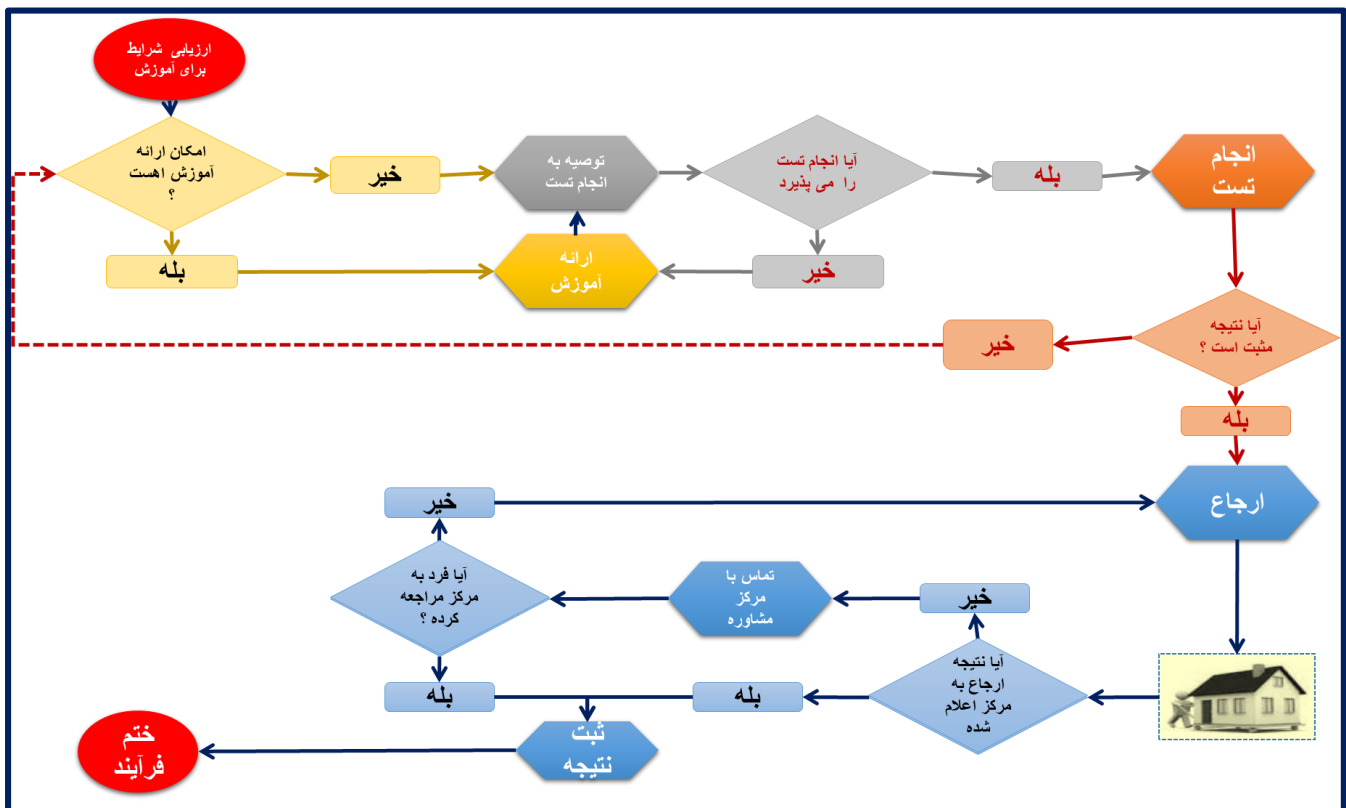 ارزیابی شرایط
برای آموزش
امکان ارائه
آموزش اهست
؟
خیر
توصیه به
انجام تست
آیا انجام تست
را می پذیرد
بله
انجام
تست
بله
ارائه
آموزش
خیر
آیا نتیجه
مثبت است ؟
خیر
بله
ارجاع
خیر
آیا فرد به
مرکز مراجعه
کرده ؟
تماس با
مرکز
مشاوره
خیر
آیا نتیجه
ارجاع به
مرکز اعلام
شده
بله
بله
ثبت
نتیجه
ختم
فرآیند